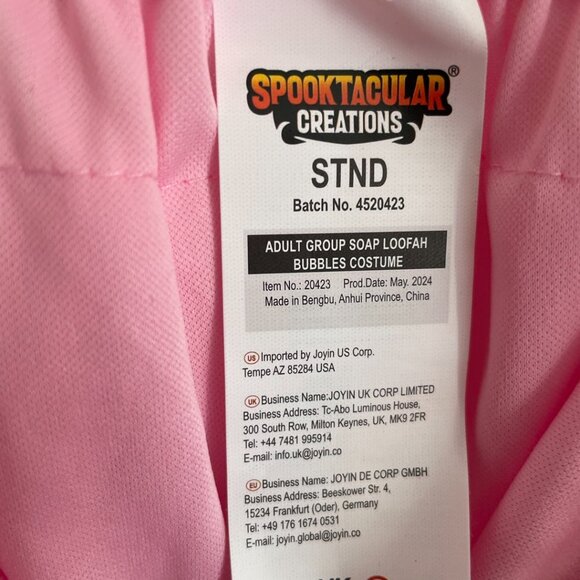 SPOOKTACULAR®
CREATIONS
STND
Batch No. 4520423
ADULT GROUP SOAP LOOFAH
BUBBLES COSTUME
Item No.: 20423 Prod.Date: May. 2024
Made in Bengbu, Anhui Province, China
US Imported by Joyin US Corp.
Tempe AZ 85284 USA
UK Business Name:JOYIN UK CORP LIMITED
Business Address: Tc-Abo Luminous House,
300 South Row, Milton Keynes, UK, MK9 2FR
Tel: +44 7481 995914
E-mail: info.uk@joyin.co
EU Business Name: JOYIN DE CORP GMBH
Business Address: Beeskower Str. 4,
15234 Frankfurt (Oder), Germany
Tel: +49 176 1674 0531
E-mail: joyin.global@joyin.co